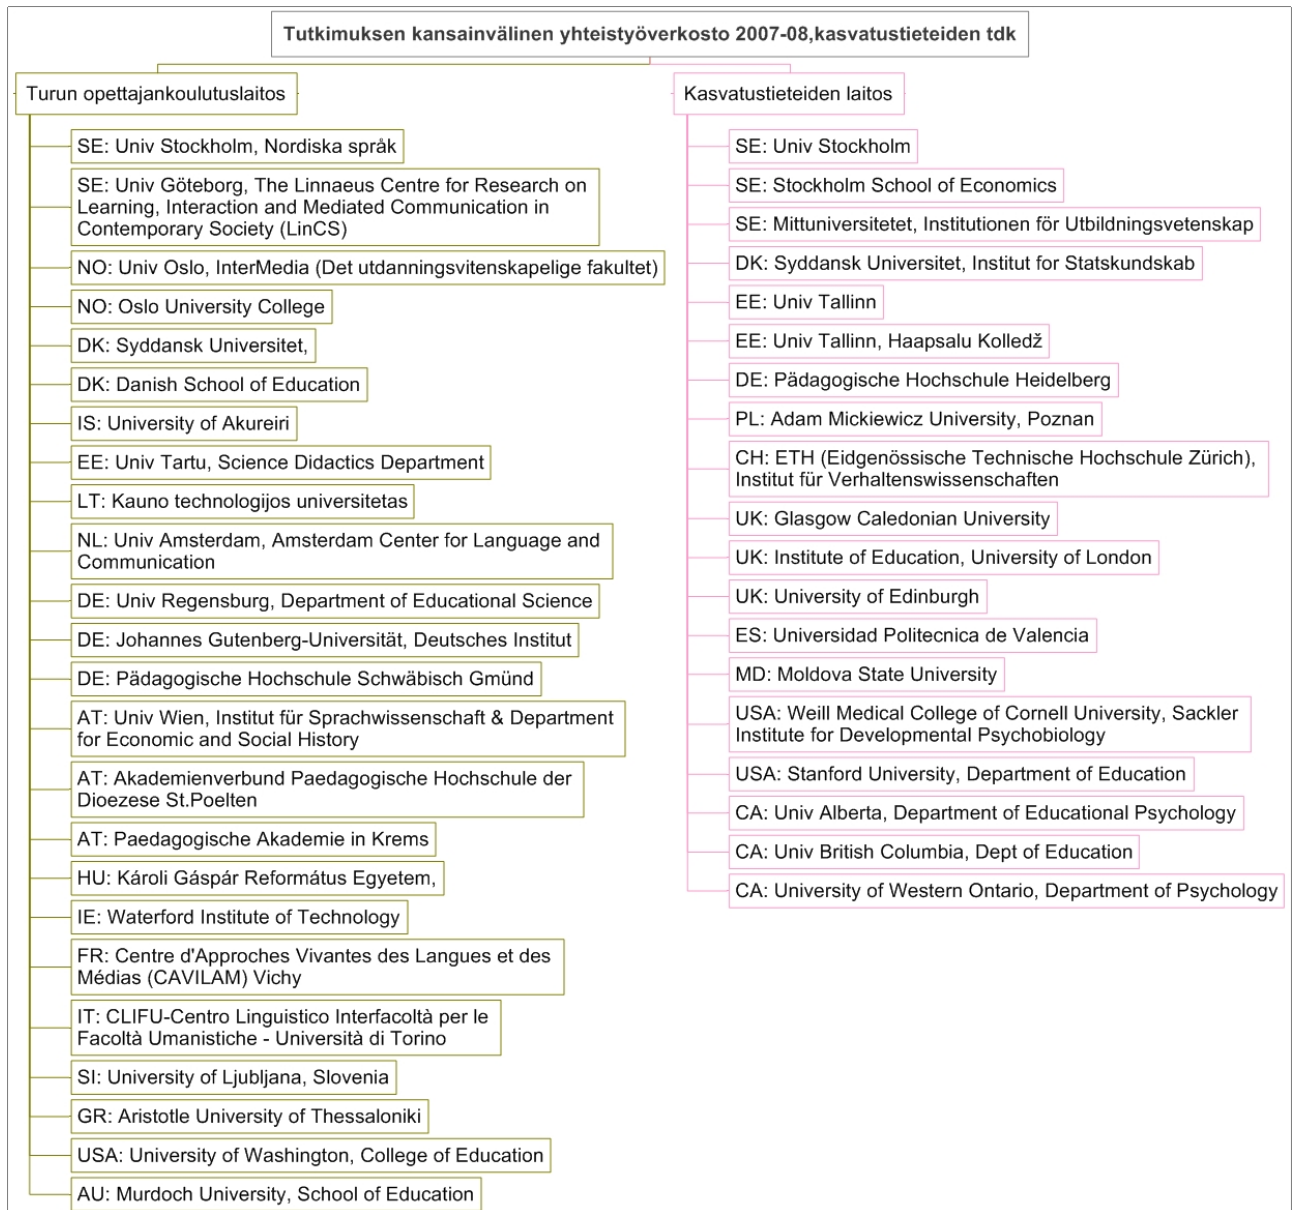 Tutkimuksen kansainvälinen yhteistyöverkosto 2007-08,kasvatustieteiden tdk
Turun opettajankoulutuslaitos
SE: Univ Stockholm, Nordiska språk
SE: Univ Göteborg, The Linnaeus Centre for Research on
Learning, Interaction and Mediated Communication in
Contemporary Society (LinCS)
NO: Univ Oslo, InterMedia (Det utdanningsvitenskapelige fakultet)
NO: Oslo University College
DK: Syddansk Universitet,
DK: Danish School of Education
IS: University of Akureiri
EE: Univ Tartu, Science Didactics Department
LT: Kauno technologijos universitetas
NL: Univ Amsterdam, Amsterdam Center for Language and
Communication
DE: Univ Regensburg, Department of Educational Science
DE: Johannes Gutenberg-Universität, Deutsches Institut
DE: Pädagogische Hochschule Schwäbisch Gmünd
AT: Univ Wien, Institut für Sprachwissenschaft & Department
for Economic and Social History
AT: Akademienverbund Paedagogische Hochschule der
Dioezese St.Poelten
AT: Paedagogische Akademie in Krems
HU: Károli Gáspár Református Egyetem,
IE: Waterford Institute of Technology
FR: Centre d'Approches Vivantes des Langues et des
Médias (CAVILAM) Vichy
IT: CLIFU-Centro Linguistico Interfacoltà per le
Facoltà Umanistiche - Università di Torino
SI: University of Ljubljana, Slovenia
GR: Aristotle University of Thessaloniki
USA: University of Washington, College of Education
AU: Murdoch University, School of Education
Kasvatustieteiden laitos
SE: Univ Stockholm
SE: Stockholm School of Economics
SE: Mittuniversitetet, Institutionen för Utbildningsvetenskap
DK: Syddansk Universitet, Institut for Statskundskab
EE: Univ Tallinn
EE: Univ Tallinn, Haapsalu Kolledž
DE: Pädagogische Hochschule Heidelberg
PL: Adam Mickiewicz University, Poznan
CH: ETH (Eidgenössische Technische Hochschule Zürich),
Institut für Verhaltenswissenschaften
UK: Glasgow Caledonian University
UK: Institute of Education, University of London
UK: University of Edinburgh
ES: Universidad Politecnica de Valencia
MD: Moldova State University
USA: Weill Medical College of Cornell University, Sackler
Institute for Developmental Psychobiology
USA: Stanford University, Department of Education
CA: Univ Alberta, Department of Educational Psychology
CA: Univ British Columbia, Dept of Education
CA: University of Western Ontario, Department of Psychology